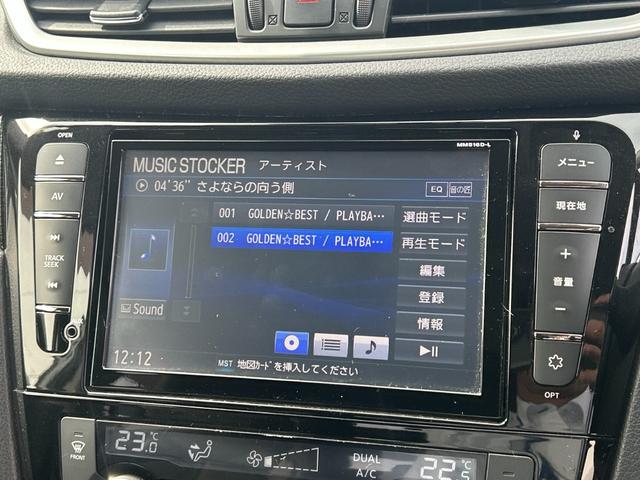 MM516D-L
OPEN
AV
TRACK
SEEK
MUSIC STOCKER アーティスト
04'36" さよならの向う側
EQ 音の匠
001 GOLDEN☆BEST / PLAYBA…
002 GOLDEN☆BEST / PLAYBA…
選曲モード
再生モード
編集
登録
情報
Sound
12:12
MST 地図ｶｰﾄﾞを挿入してください
メニュー
現在地
+
音量
−
OPT
FRONT
23.0°C
DUAL
A/C
22.5°C